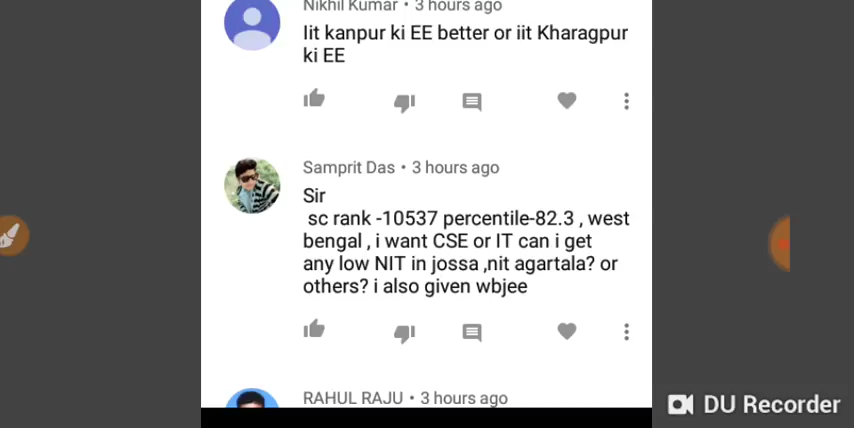 Nikhil Kumar • 3 hours ago
Iit kanpur ki EE better or iit Kharagpur
ki EE
Samprit Das • 3 hours ago
Sir
sc rank -10537 percentile-82.3 , west
bengal , i want CSE or IT can i get
any low NIT in jossa ,nit agartala? or
others? i also given wbjee
RAHUL RAJU • 3 hours ago
DU Recorder